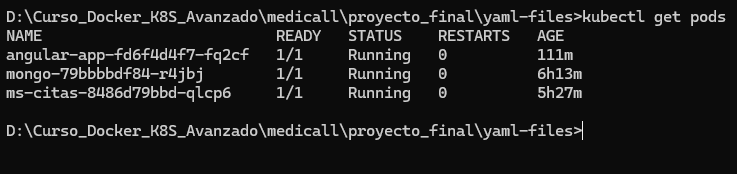 D:\Curso_Docker_K8S_Avanzado\medicall\proyecto_final\yaml-files>kubectl get pods
NAME                           READY   STATUS    RESTARTS   AGE
angular-app-fd6f4d4f7-fq2cf    1/1     Running   0          111m
mongo-79bbbbdf84-r4jbj         1/1     Running   0          6h13m
ms-citas-8486d79bbd-qlcp6      1/1     Running   0          5h27m
D:\Curso_Docker_K8S_Avanzado\medicall\proyecto_final\yaml-files>